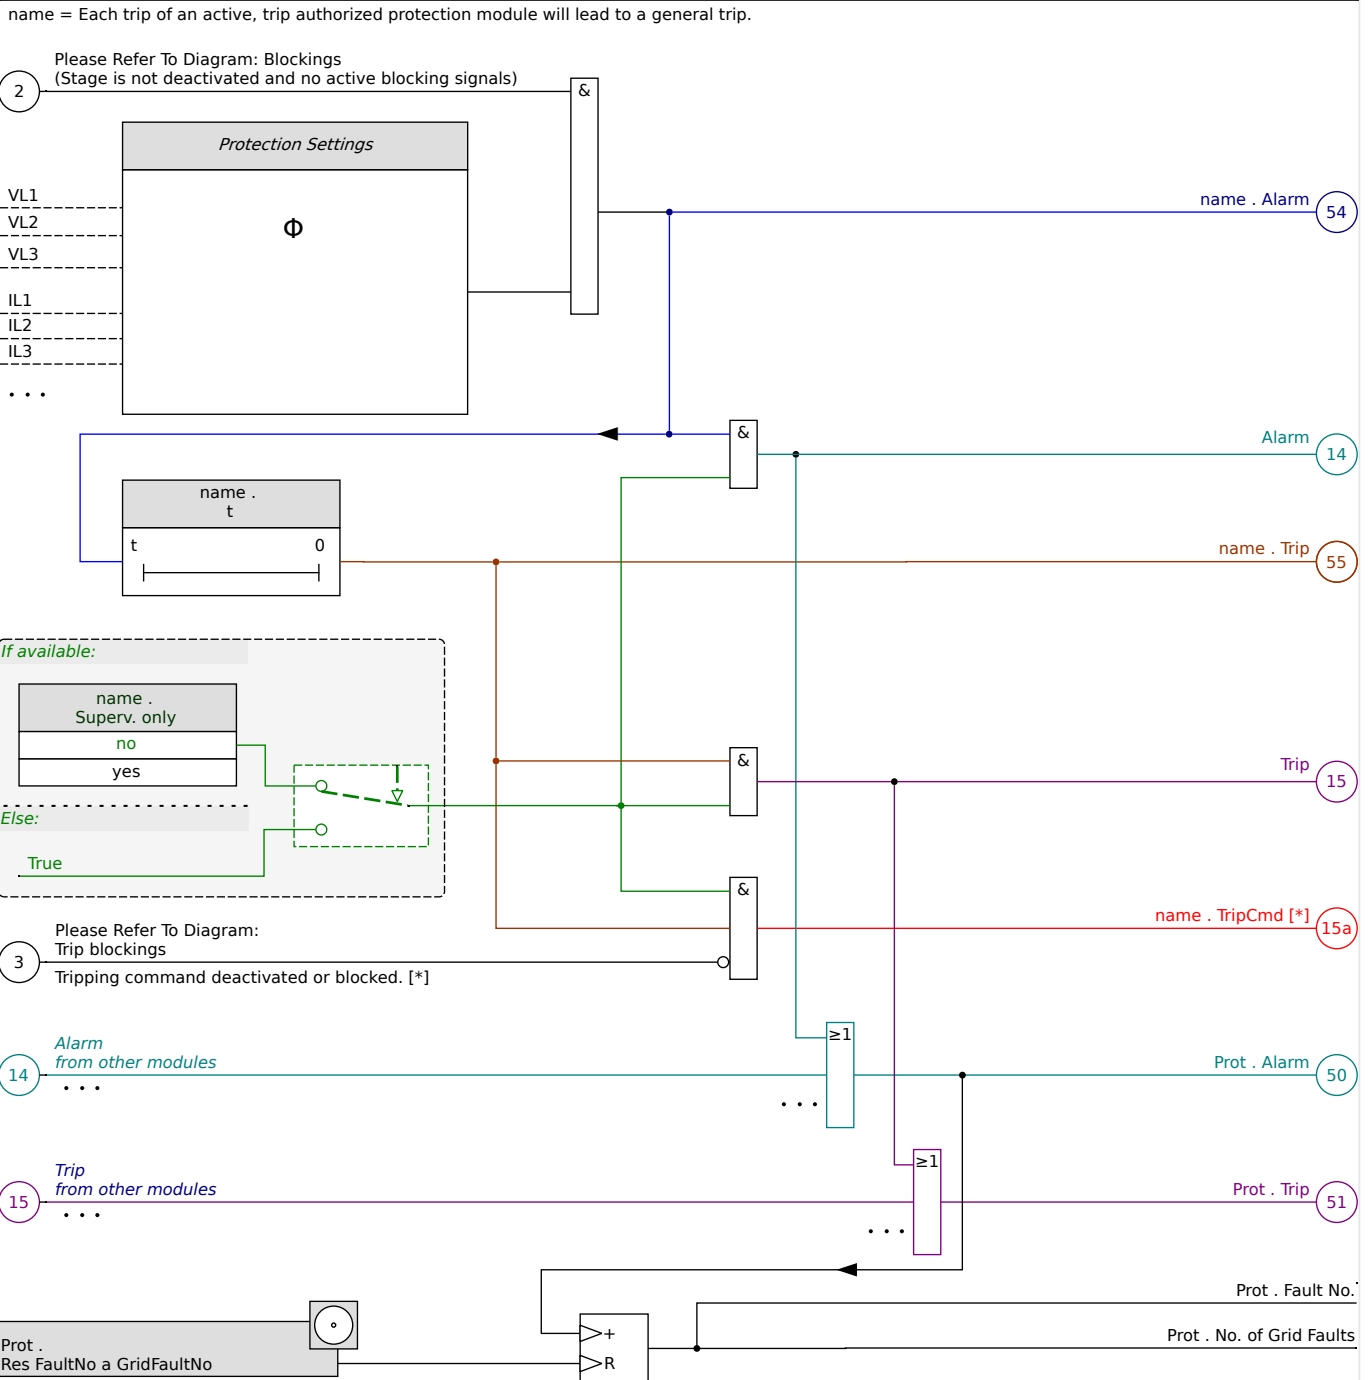 name = Each trip of an active, trip authorized protection module will lead to a general trip.
Please Refer To Diagram: Blockings
(Stage is not deactivated and no active blocking signals)
2
&
Protection Settings
Φ
VL1
VL2
VL3
IL1
IL2
IL3
. . .
name . Alarm
54
&
Alarm
14
name .
t
t 0
name . Trip
55
If available:
name .
Superv. only
no
yes
Else:
True
&
Trip
15
&
name . TripCmd [*]
15a
Please Refer To Diagram:
Trip blockings
3
Tripping command deactivated or blocked. [*]
≥1
Alarm
from other modules
14
. . .
. . .
Prot . Alarm
50
≥1
Trip
from other modules
15
. . .
. . .
Prot . Trip
51
Prot . Fault No.
Prot . No. of Grid Faults
+
R
Prot .
Res FaultNo a GridFaultNo